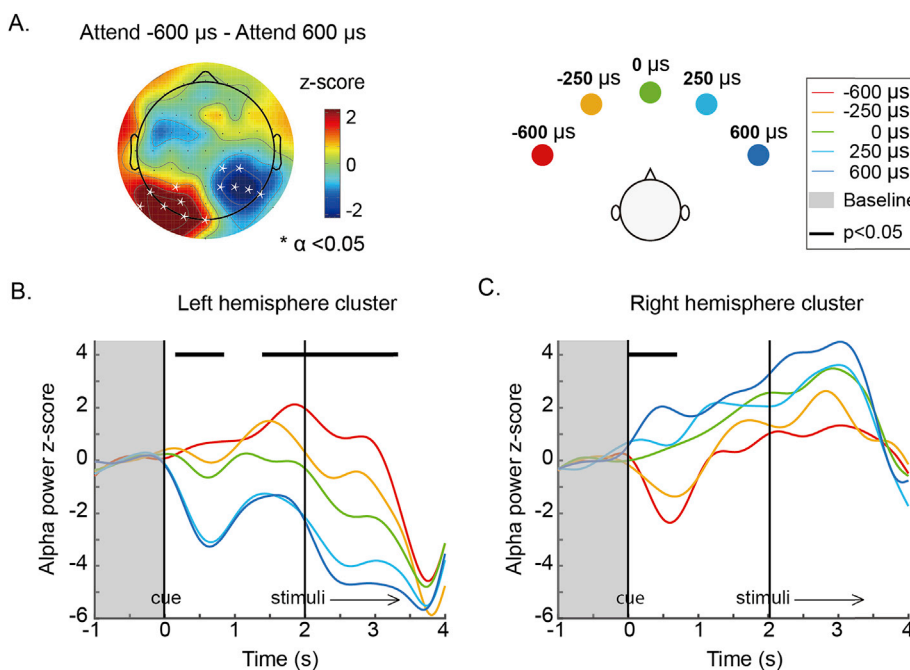 A.
Attend -600 µs - Attend 600 µs
z-score
2
0
-2
* α <0.05
0 µs
-250 µs
250 µs
-600 µs
600 µs
-600 µs
-250 µs
0 µs
250 µs
600 µs
Baseline
p<0.05
B.
Left hemisphere cluster
Alpha power z-score
4
2
0
-2
-4
-6
cue
stimuli
-1 0 1 2 3 4
Time (s)
C.
Right hemisphere cluster
Alpha power z-score
4
2
0
-2
-4
-6
cue
stimuli
-1 0 1 2 3 4
Time (s)